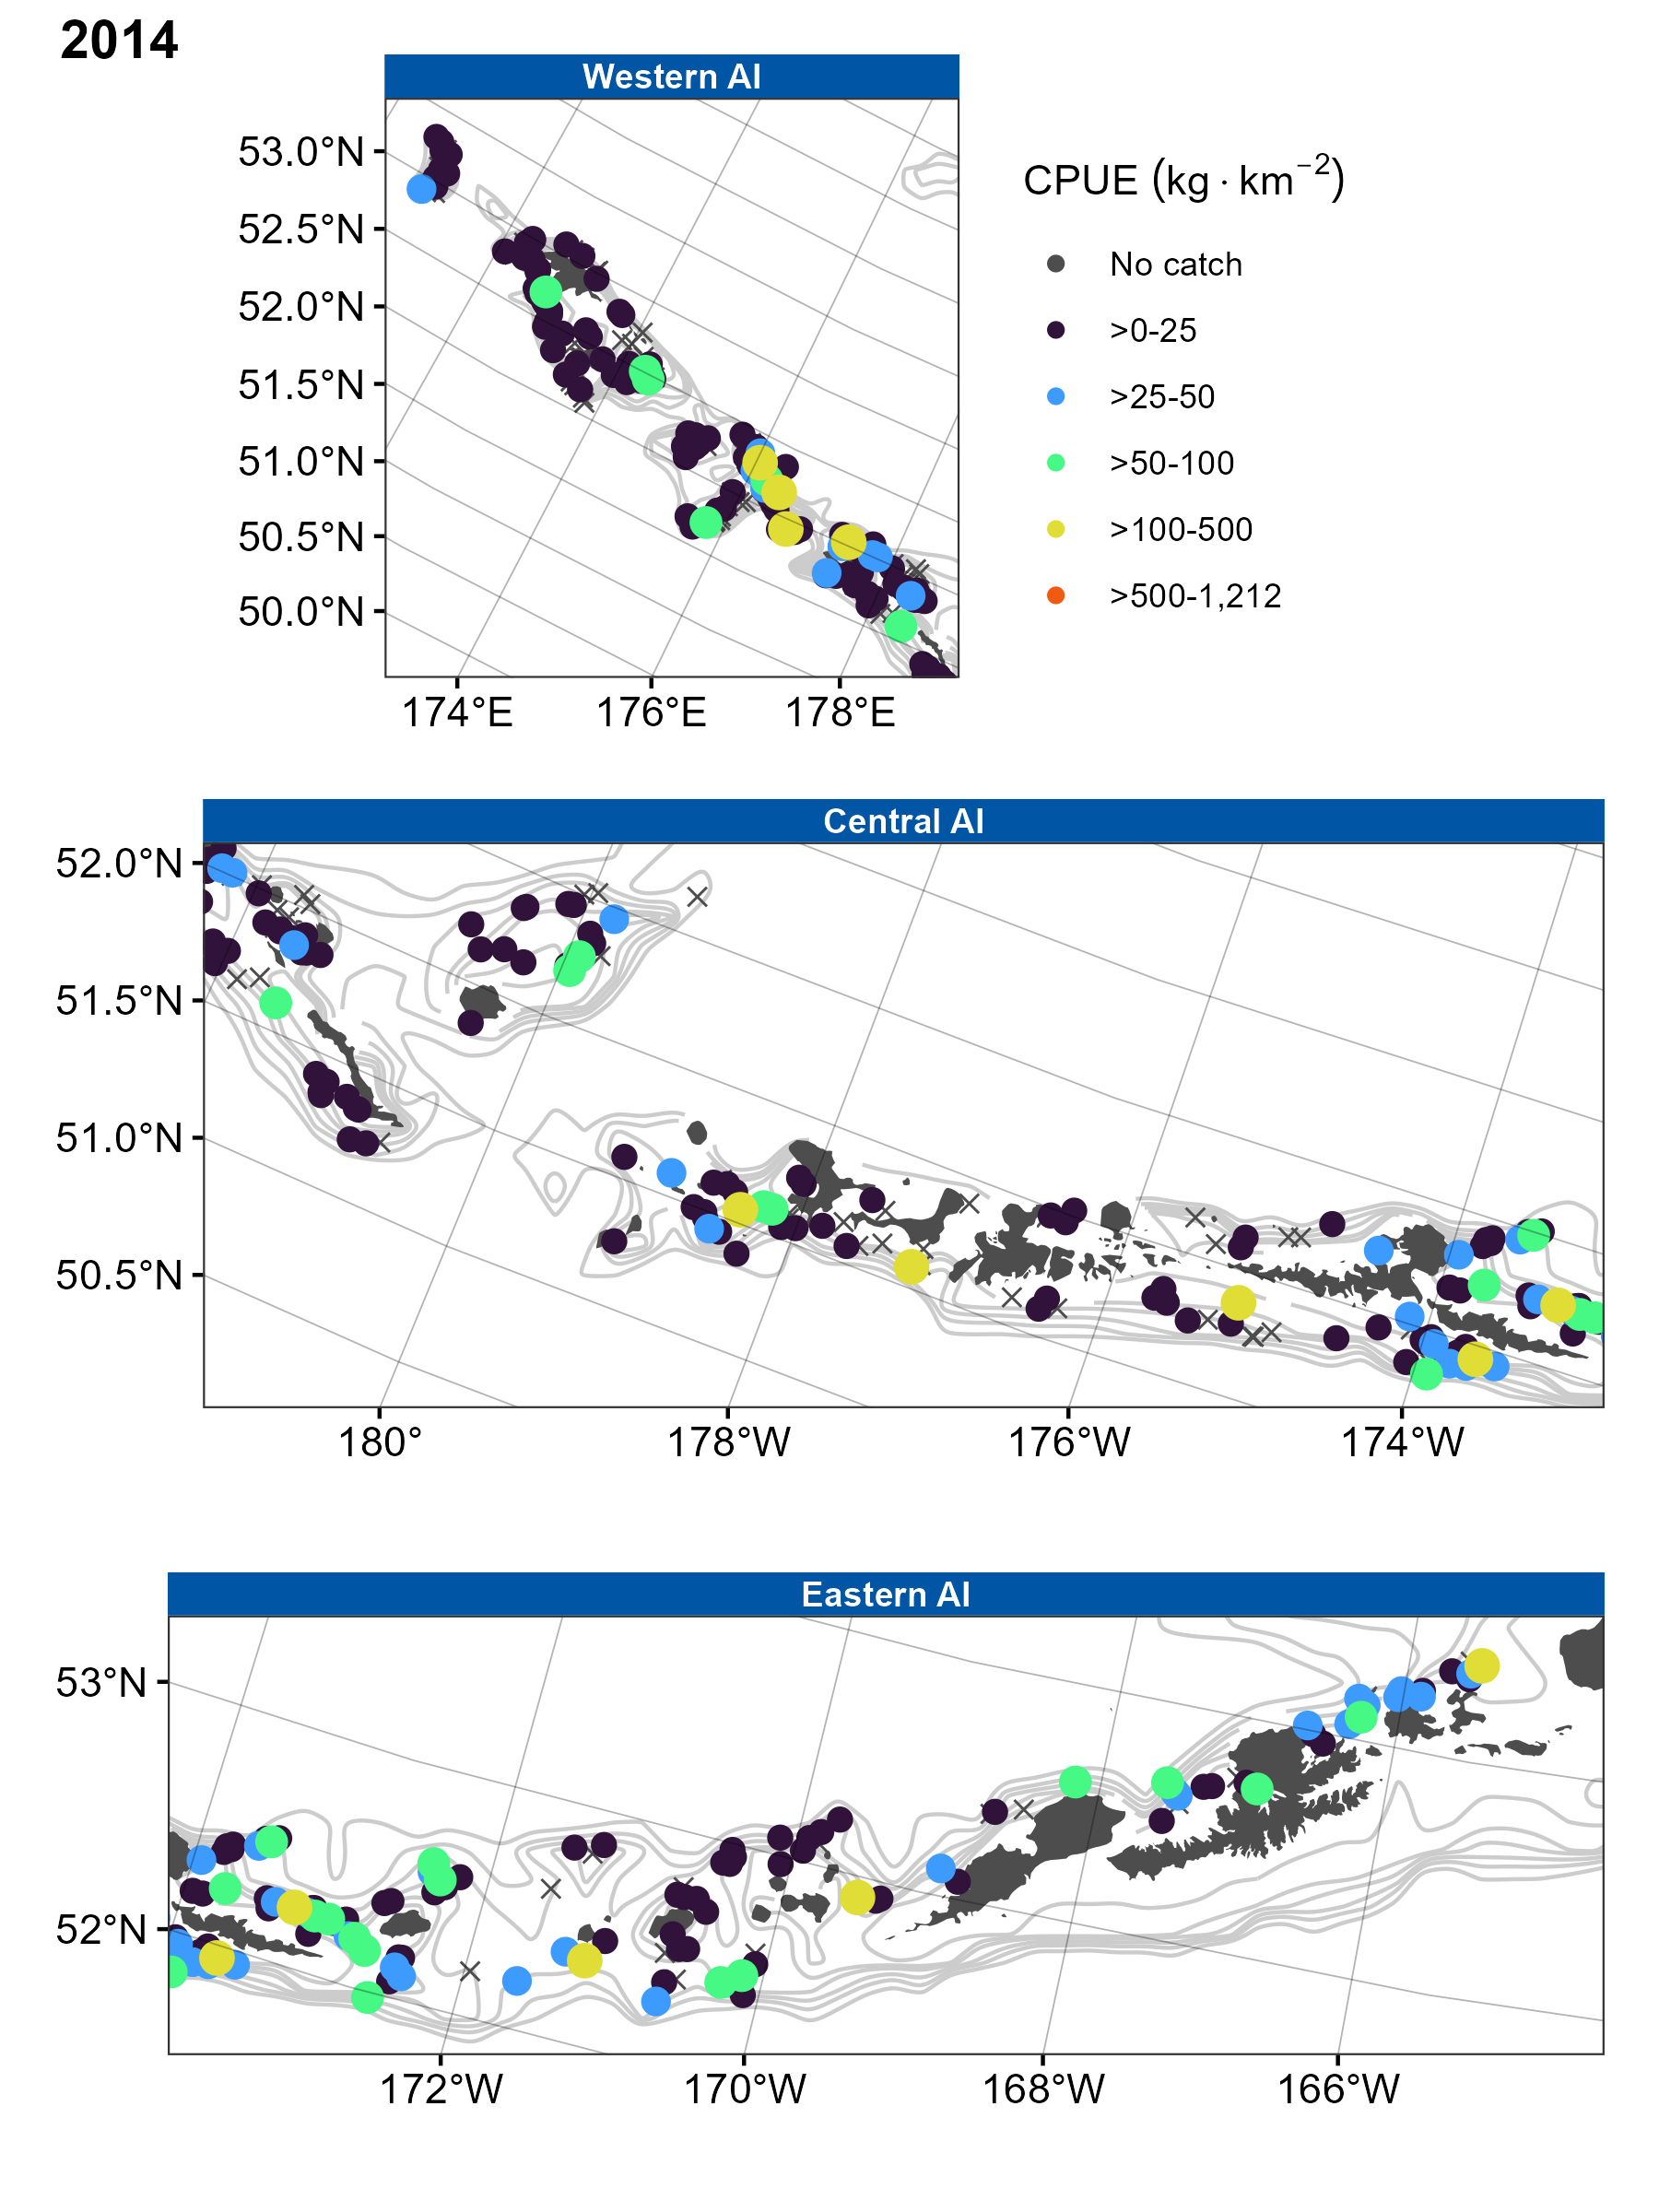 2014
Western AI
53.0°N
52.5°N
52.0°N
51.5°N
51.0°N
50.5°N
50.0°N
174°E 176°E 178°E
CPUE (kg · km⁻²)
No catch
>0-25
>25-50
>50-100
>100-500
>500-1,212
Central AI
52.0°N
51.5°N
51.0°N
50.5°N
180° 178°W 176°W 174°W
Eastern AI
53°N
52°N
172°W 170°W 168°W 166°W